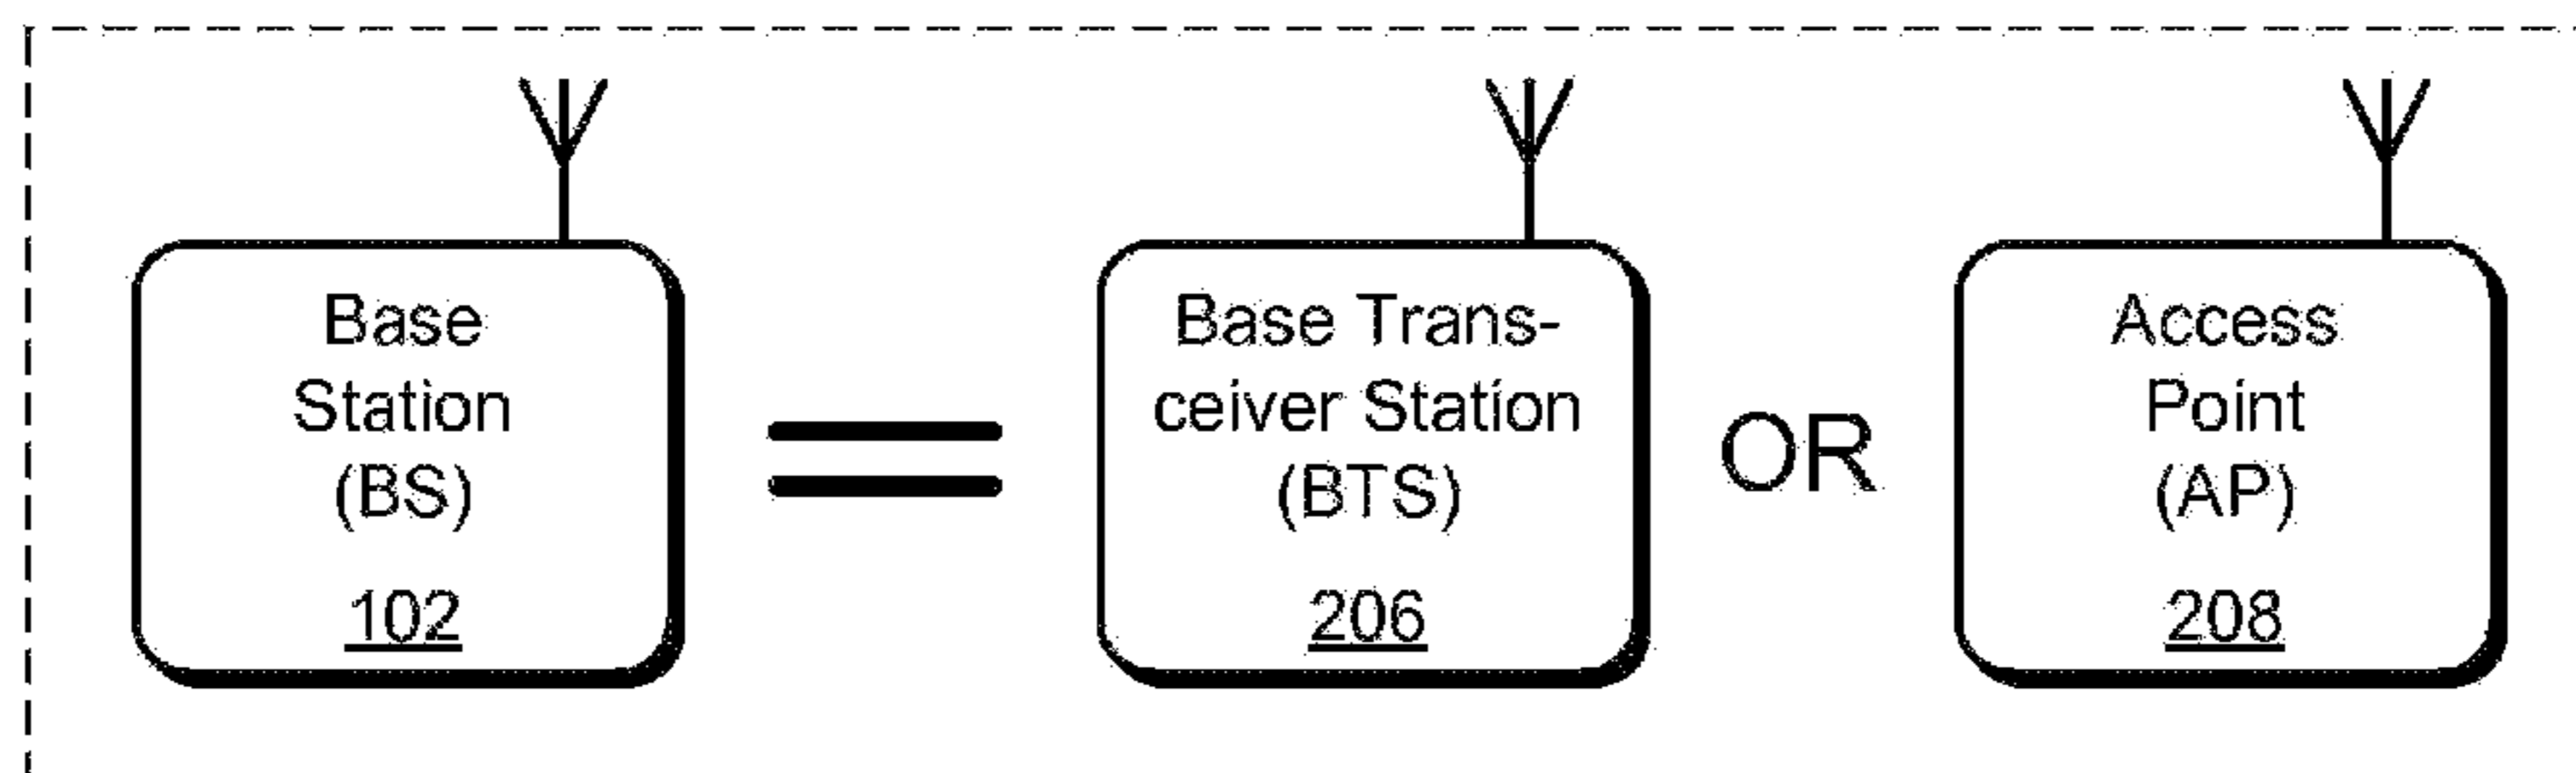 Base
Station
(BS)
102
Base Trans-
ceiver Station
(BTS)
206
OR
Access
Point
(AP)
208